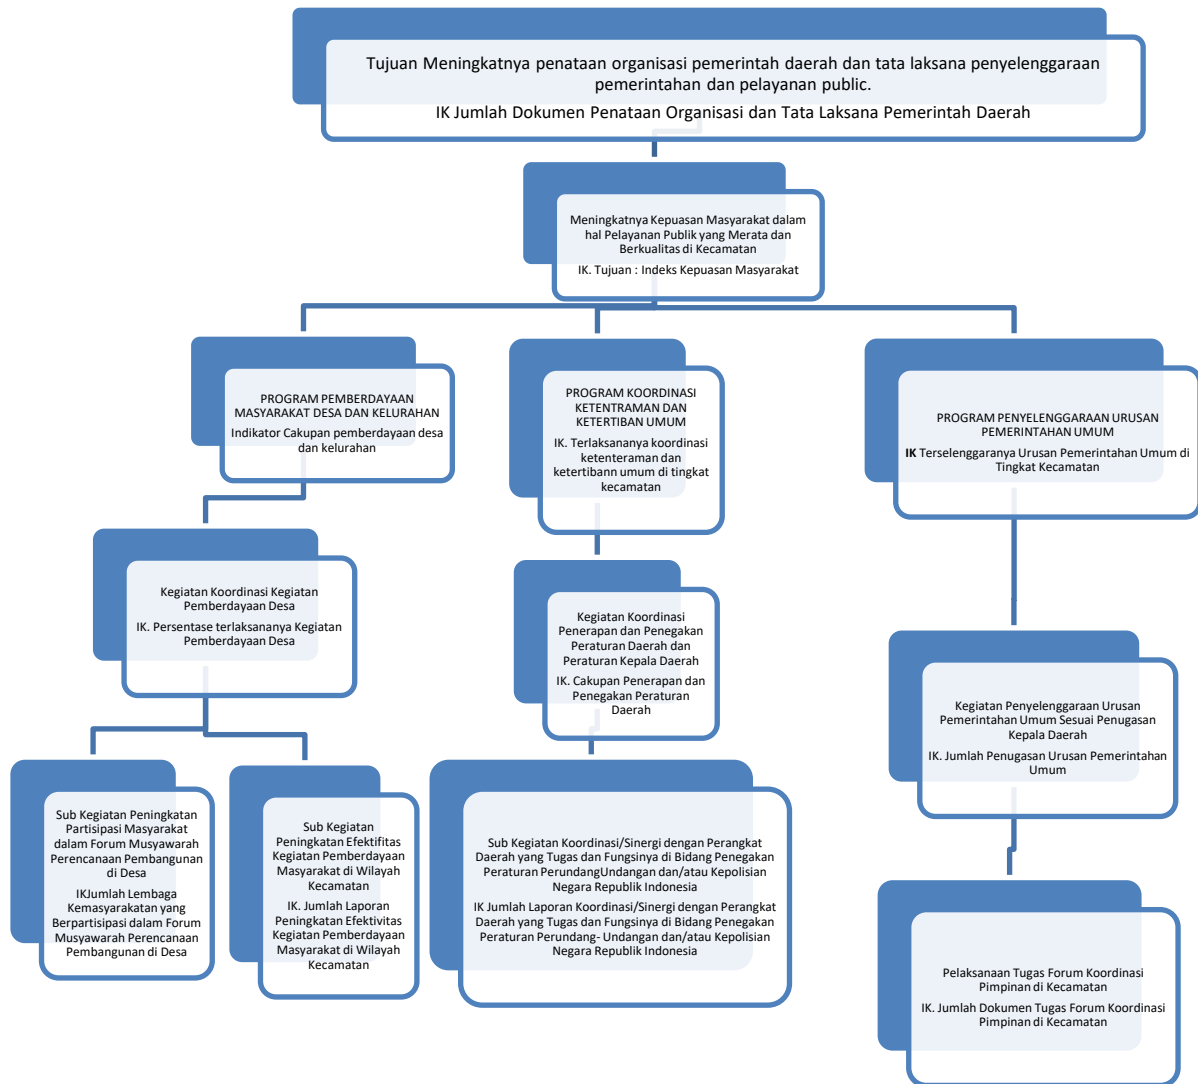 Tujuan Meningkatnya penataan organisasi pemerintah daerah dan tata laksana penyelenggaraan
pemerintahan dan pelayanan public.
IK Jumlah Dokumen Penataan Organisasi dan Tata Laksana Pemerintah Daerah
Meningkatnya Kepuasan Masyarakat dalam
hal Pelayanan Publik yang Merata dan
Berkualitas di Kecamatan
IK. Tujuan : Indeks Kepuasan Masyarakat
PROGRAM PEMBERDAYAAN
MASYARAKAT DESA DAN KELURAHAN
Indikator Cakupan pemberdayaan desa
dan kelurahan
PROGRAM KOORDINASI
KETENTRAMAN DAN
KETERTIBAN UMUM
IK. Terlaksananya koordinasi
ketenteraman dan
ketertibann umum di tingkat
kecamatan
PROGRAM PENYELENGGARAAN URUSAN
PEMERINTAHAN UMUM
IK Terselenggaranya Urusan Pemerintahan Umum di
Tingkat Kecamatan
Kegiatan Koordinasi Kegiatan
Pemberdayaan Desa
IK. Persentase terlaksananya Kegiatan
Pemberdayaan Desa
Kegiatan Koordinasi
Penerapan dan Penegakan
Peraturan Daerah dan
Peraturan Kepala Daerah
IK. Cakupan Penerapan dan
Penegakan Peraturan
Daerah
Kegiatan Penyelenggaraan Urusan
Pemerintahan Umum Sesuai Penugasan
Kepala Daerah
IK. Jumlah Penugasan Urusan Pemerintahan
Umum
Sub Kegiatan Peningkatan
Partisipasi Masyarakat
dalam Forum Musyawarah
Perencanaan Pembangunan
di Desa
IKJumlah Lembaga
Kemasyarakatan yang
Berpartisipasi dalam Forum
Musyawarah Perencanaan
Pembangunan di Desa
Sub Kegiatan
Peningkatan Efektifitas
Kegiatan Pemberdayaan
Masyarakat di Wilayah
Kecamatan
IK. Jumlah Laporan
Peningkatan Efektivitas
Kegiatan Pemberdayaan
Masyarakat di Wilayah
Kecamatan
Sub Kegiatan Koordinasi/Sinergi dengan Perangkat
Daerah yang Tugas dan Fungsinya di Bidang Penegakan
Peraturan PerundangUndangan dan/atau Kepolisian
Negara Republik Indonesia
IK Jumlah Laporan Koordinasi/Sinergi dengan Perangkat
Daerah yang Tugas dan Fungsinya di Bidang Penegakan
Peraturan Perundang- Undangan dan/atau Kepolisian
Negara Republik Indonesia
Pelaksanaan Tugas Forum Koordinasi
Pimpinan di Kecamatan
IK. Jumlah Dokumen Tugas Forum Koordinasi
Pimpinan di Kecamatan